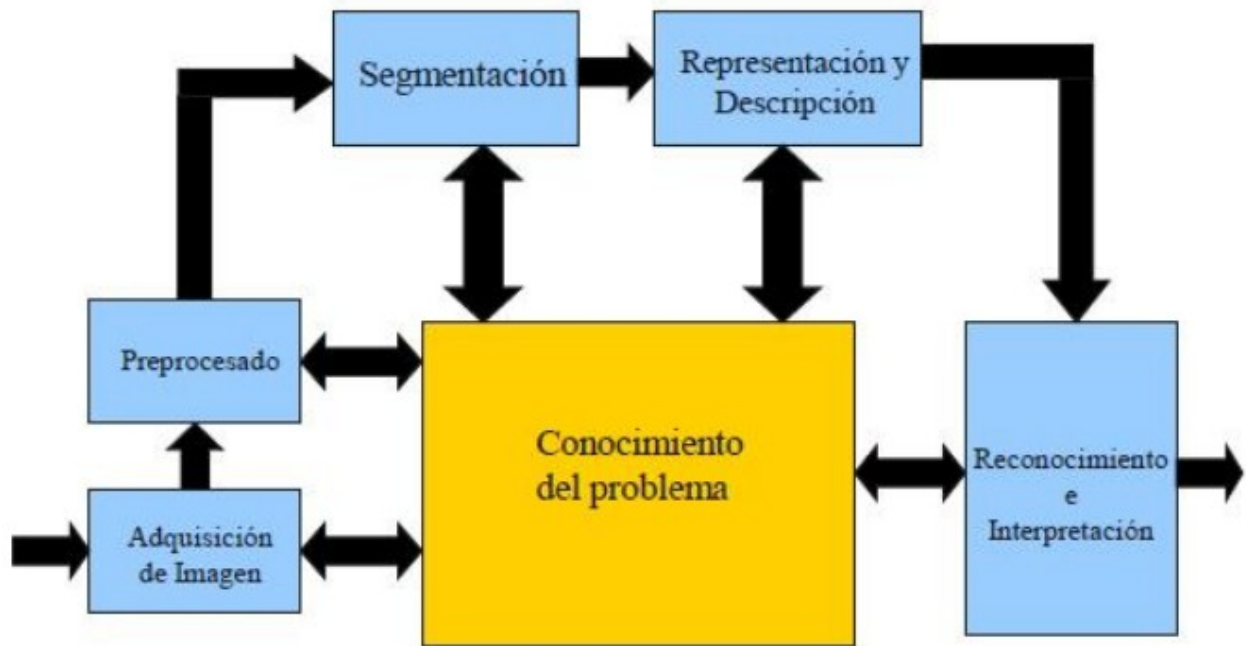 Segmentación
Representación y
Descripción
Preprocesado
Conocimiento
del problema
Reconocimiento
e
Interpretación
Adquisición
de Imagen